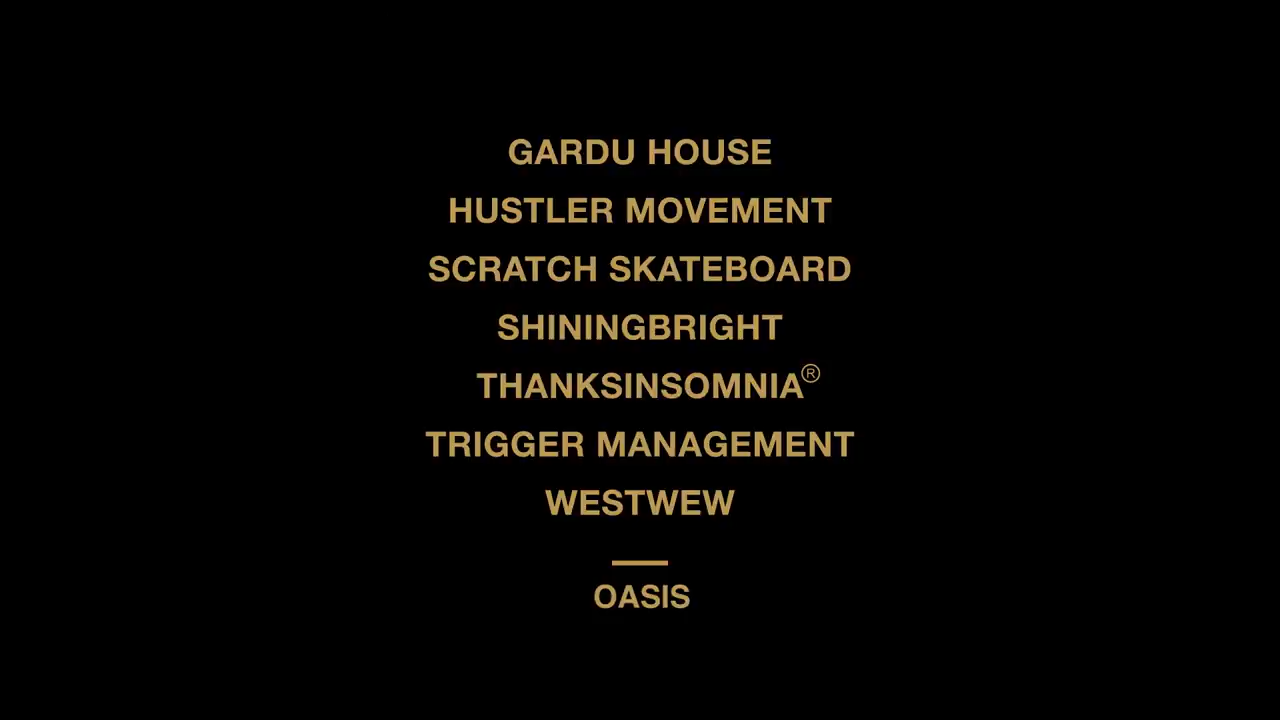 GARDU HOUSE
HUSTLER MOVEMENT
SCRATCH SKATEBOARD
SHININGBRIGHT
THANKSINSOMNIA®
TRIGGER MANAGEMENT
WESTWEW
OASIS